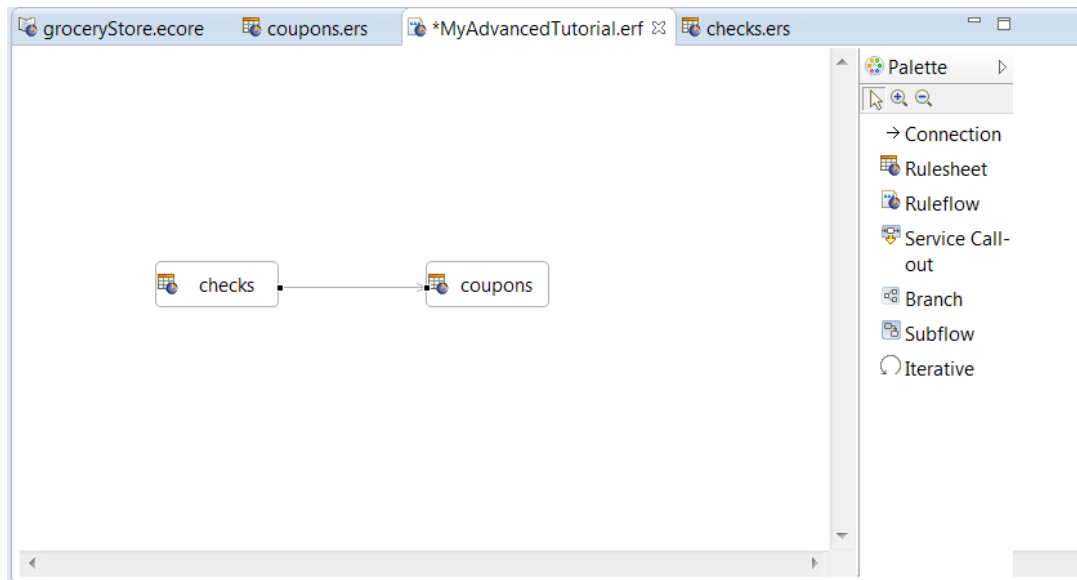 groceryStore.ecore coupons.ers *MyAdvancedTutorial.erf checks.ers
Palette
Connection
Rulesheet
Ruleflow
Service Call-
out
Branch
Subflow
Iterative
checks coupons